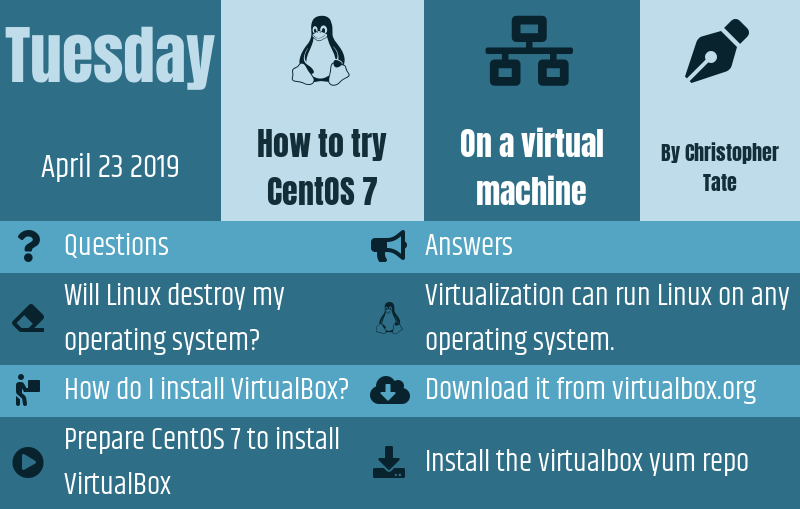 Tuesday
April 23 2019
How to try
CentOS 7
On a virtual
machine
By Christopher
Tate
Questions
Answers
Will Linux destroy my
operating system?
Virtualization can run Linux on any
operating system.
How do I install VirtualBox?
Download it from virtualbox.org
Prepare CentOS 7 to install
VirtualBox
Install the virtualbox yum repo